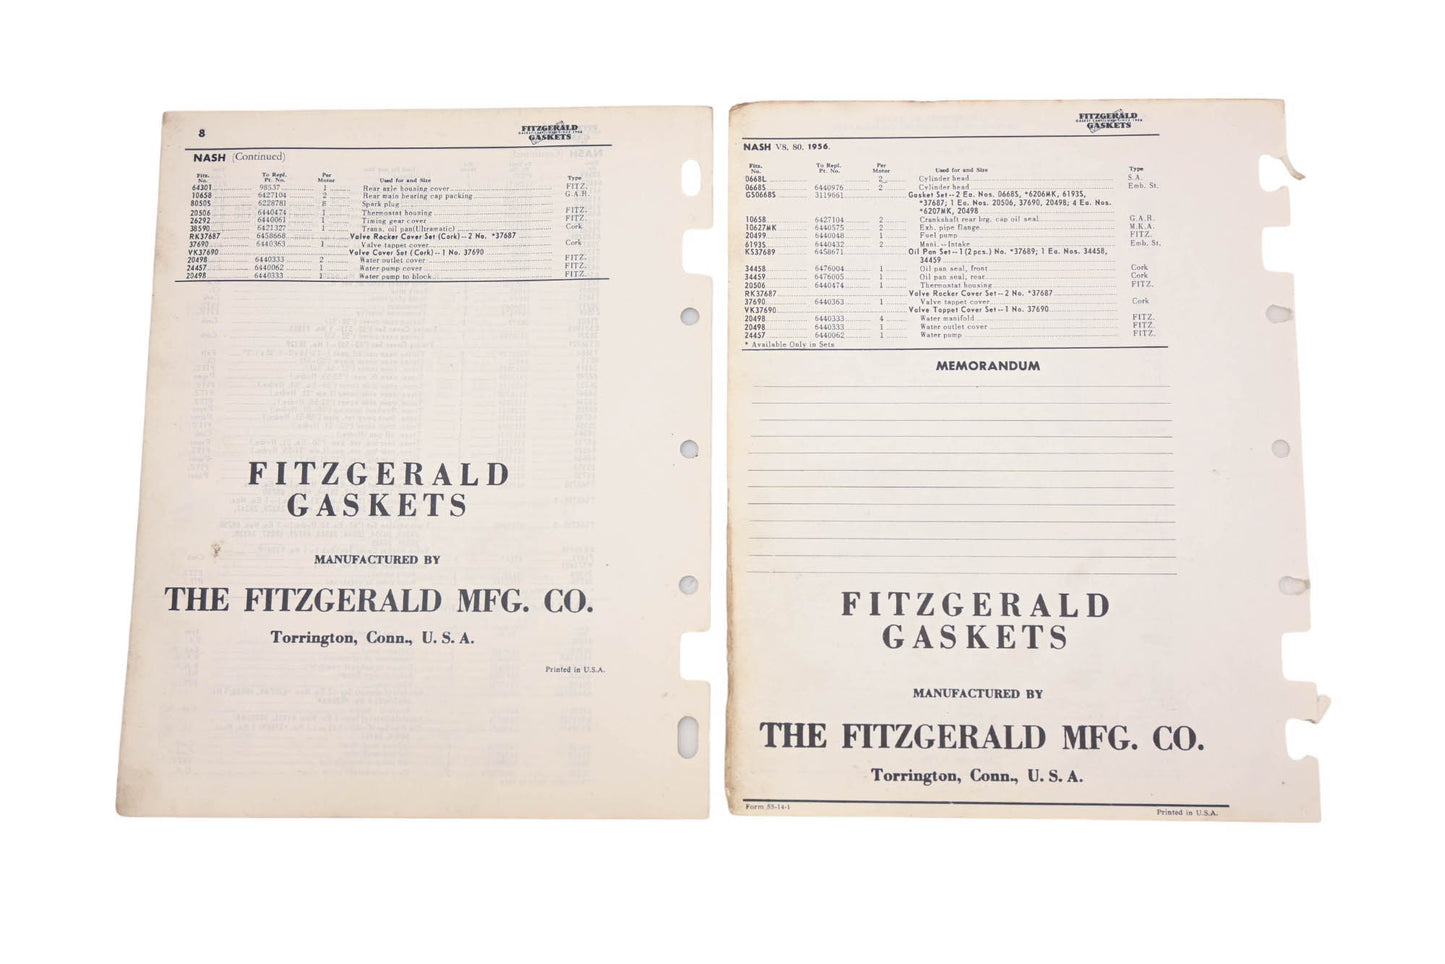 8
FITZGERALD
GASKETS
NASH (Continued)
Fitz. No. To Repl. Pt. No. Per Motor Used for and Size Type
64301 98537 1 Rear axle housing cover FITZ.
10658 6427104 2 Rear main bearing cap packing G.A.R.
80505 6228781 8 Spark plug
20506 6440474 1 Thermostat housing FITZ.
26292 6440061 1 Timing gear cover FITZ.
38590 6421327 1 Trans. oil pan(Ultramatic) Cork
RK37687 6458668 Valve Rocker Cover Set (Cork)—2 No. *37687
37690 6440363 1 Valve tappet cover Cork
VK37690 Valve Cover Set (Cork)—1 No. 37690
20498 6440333 2 Water outlet cover FITZ.
24457 6440062 1 Water pump cover FITZ.
20498 6440333 1 Water pump to block FITZ.
FITZGERALD
GASKETS
MANUFACTURED BY
THE FITZGERALD MFG. CO.
Torrington, Conn., U. S. A.
Printed in U.S.A.
FITZGERALD
GASKETS
NASH V8, 80, 1956.
Fitz. No. To Repl. Pt. No. Per Motor Used for and Size Type
0668L 2 Cylinder head S.A.
0668S 6440976 2 Cylinder head Emb. St.
GS0668S 3119661 Gasket Set—2 Ea. Nos. 0668S, *6206MK, 6193S,
*37687; 1 Ea. Nos. 20506, 37690, 20498; 4 Ea. Nos.
*6207MK, 20498
10658 6427104 2 Crankshaft rear brg. cap oil seal G.A.R.
10627MK 6440575 2 Exh. pipe flange M.K.A.
20499 6440048 1 Fuel pump FITZ.
6193S 6440432 2 Mani.—Intake Emb. St.
KS37689 6458671 Oil Pan Set—1 (2 pcs.) No. *37689; 1 Ea. Nos. 34458,
34459
34458 6476004 1 Oil pan seal, front Cork
34459 6476005 1 Oil pan seal, rear Cork
20506 6440474 1 Thermostat housing FITZ.
RK37687 Valve Rocker Cover Set—2 No. *37687
37690 6440363 1 Valve tappet cover Cork
VK37690 Valve Tappet Cover Set—1 No. 37690
20498 6440333 4 Water manifold FITZ.
20498 6440333 1 Water outlet cover FITZ.
24457 6440062 1 Water pump FITZ.
* Available Only in Sets
MEMORANDUM
FITZGERALD
GASKETS
MANUFACTURED BY
THE FITZGERALD MFG. CO.
Torrington, Conn., U. S. A.
Form 55-14-1
Printed in U.S.A.